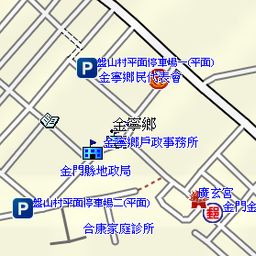 盤山村平面停車場一(平面)
金寧鄉民代表會
金寧鄉
金寧鄉戶政事務所
金門縣地政局
廣玄宮
盤山村平面停車場二(平面)
金門金
合康家庭診所